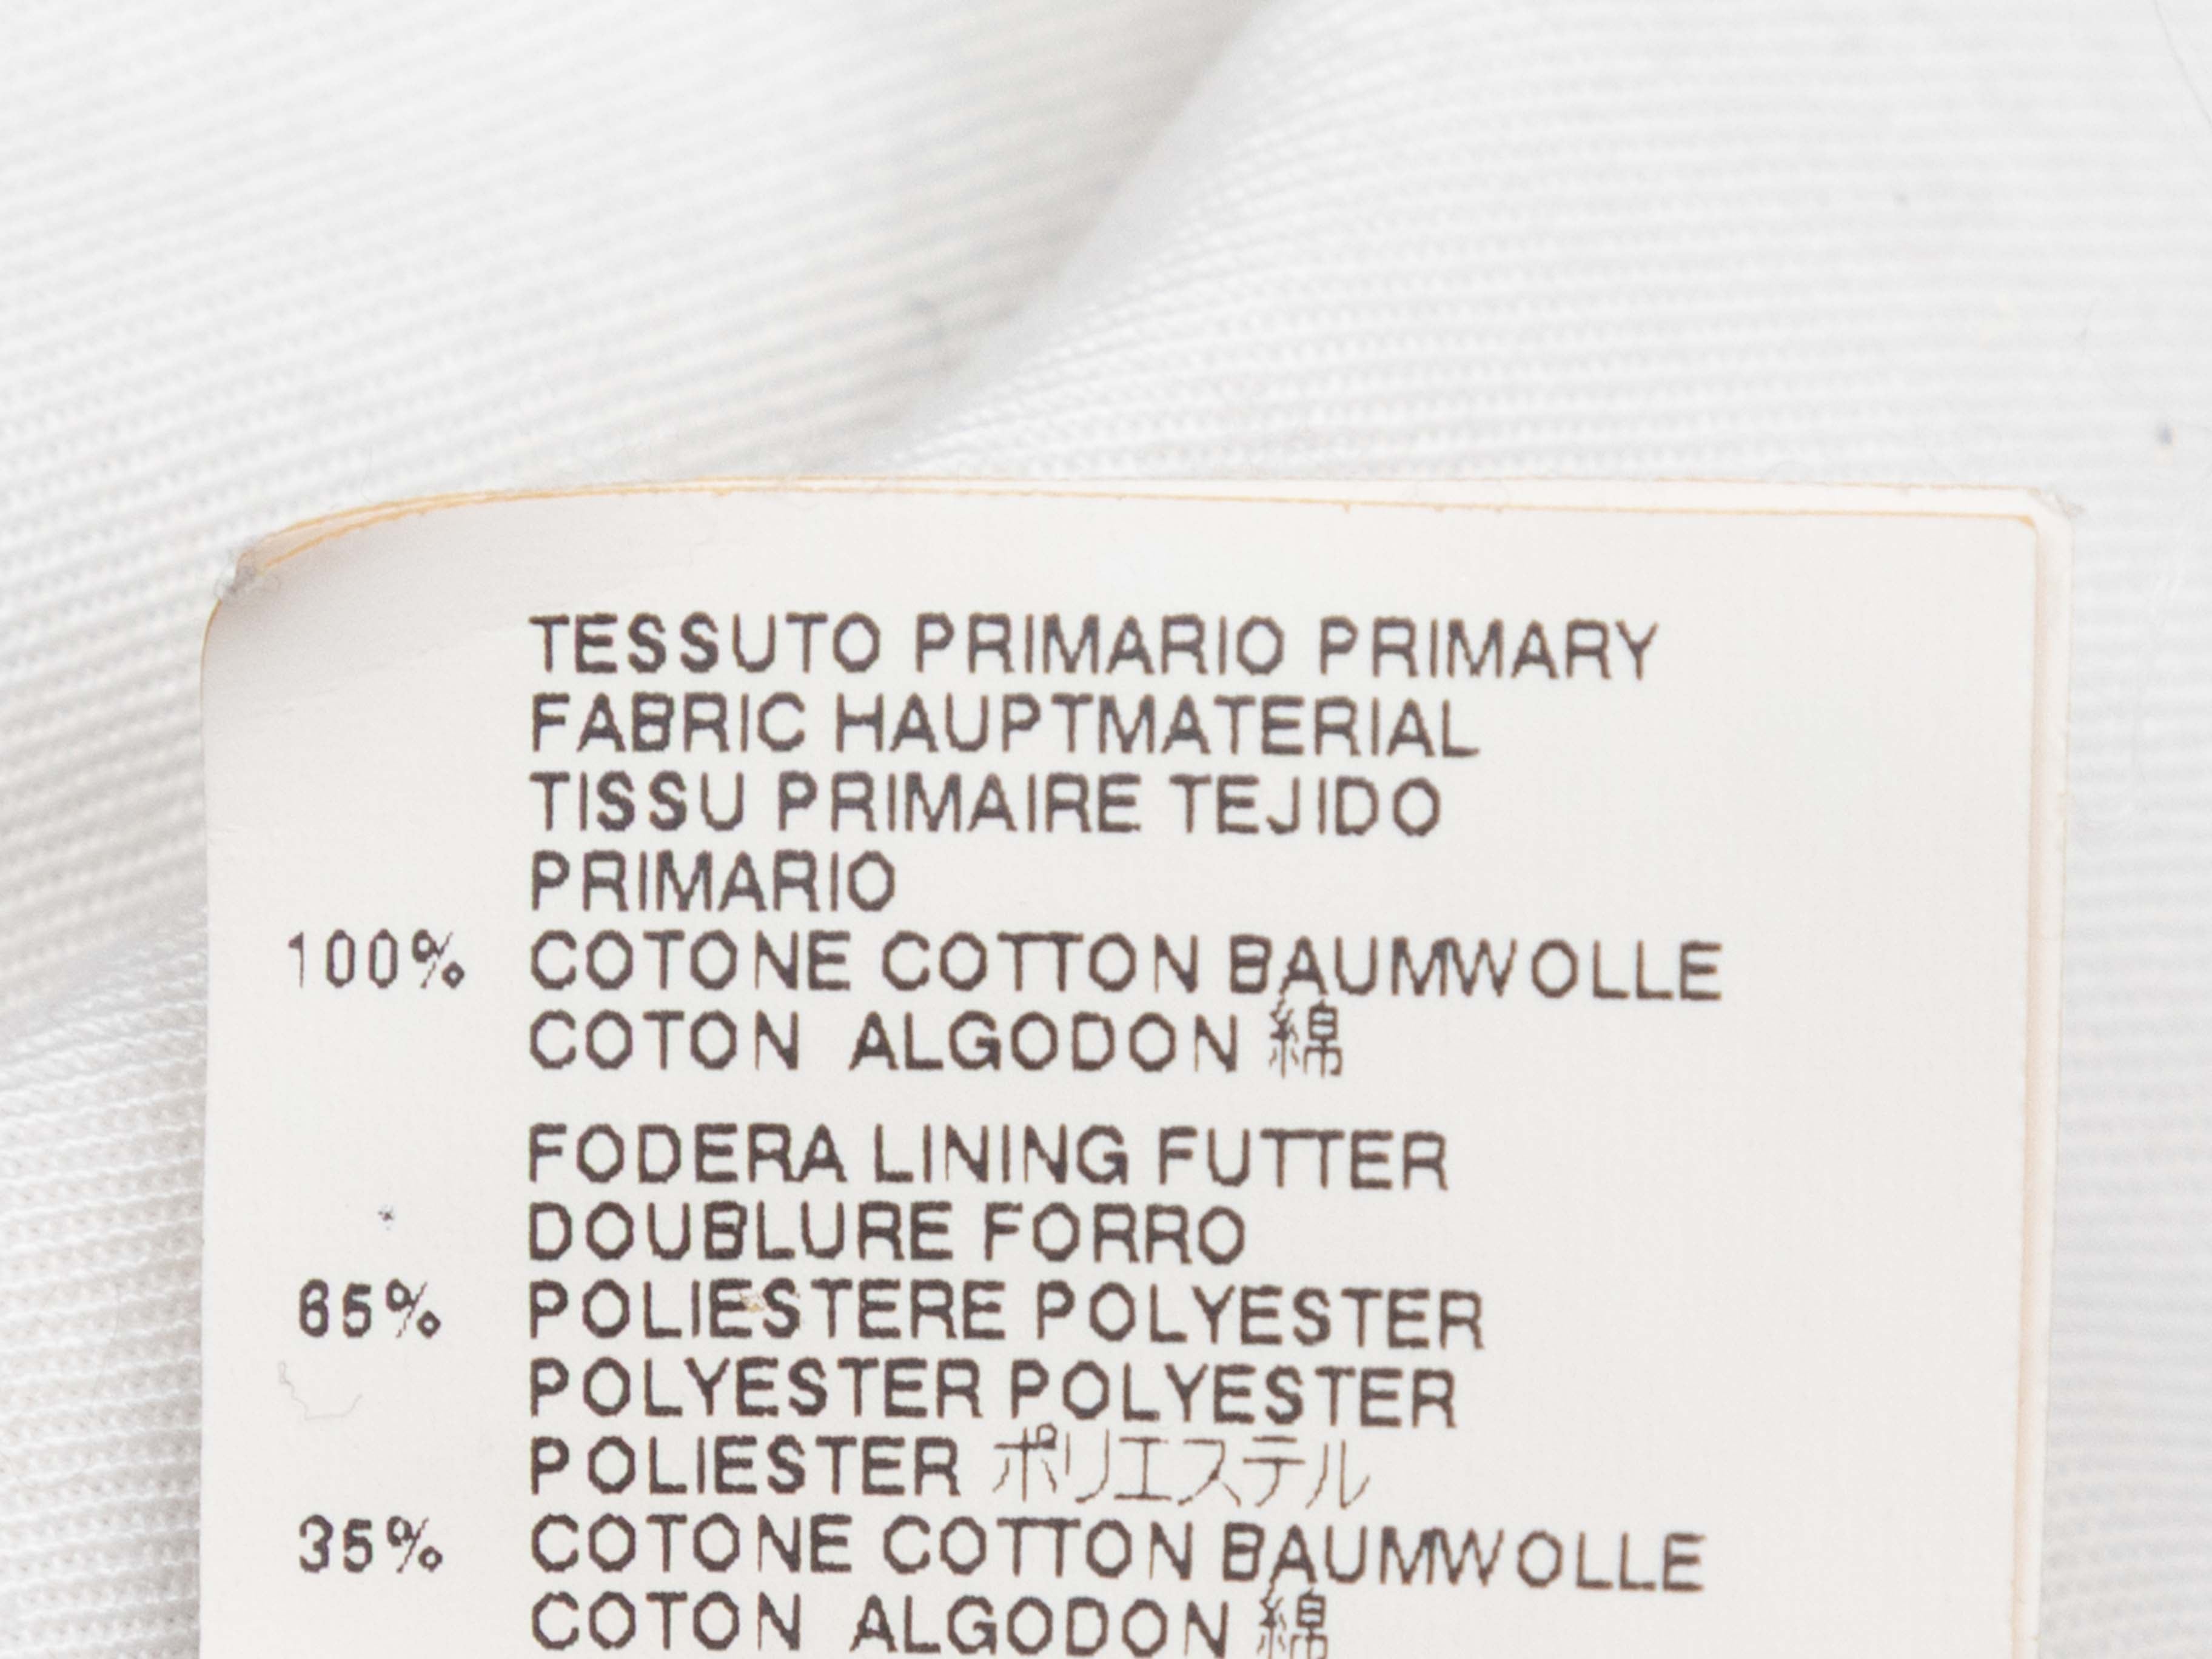 TESSUTO PRIMARIO PRIMARY
FABRIC HAUPTMATERIAL
TISSU PRIMAIRE TEJIDO
PRIMARIO
100% COTONE COTTON BAUMWOLLE
COTON ALGODON 綿
FODERA LINING FUTTER
DOUBLURE FORRO
65% POLIESTERE POLYESTER
POLYESTER POLYESTER
POLIESTER ポリエステル
35% COTONE COTTON BAUMWOLLE
COTON ALGODON 綿